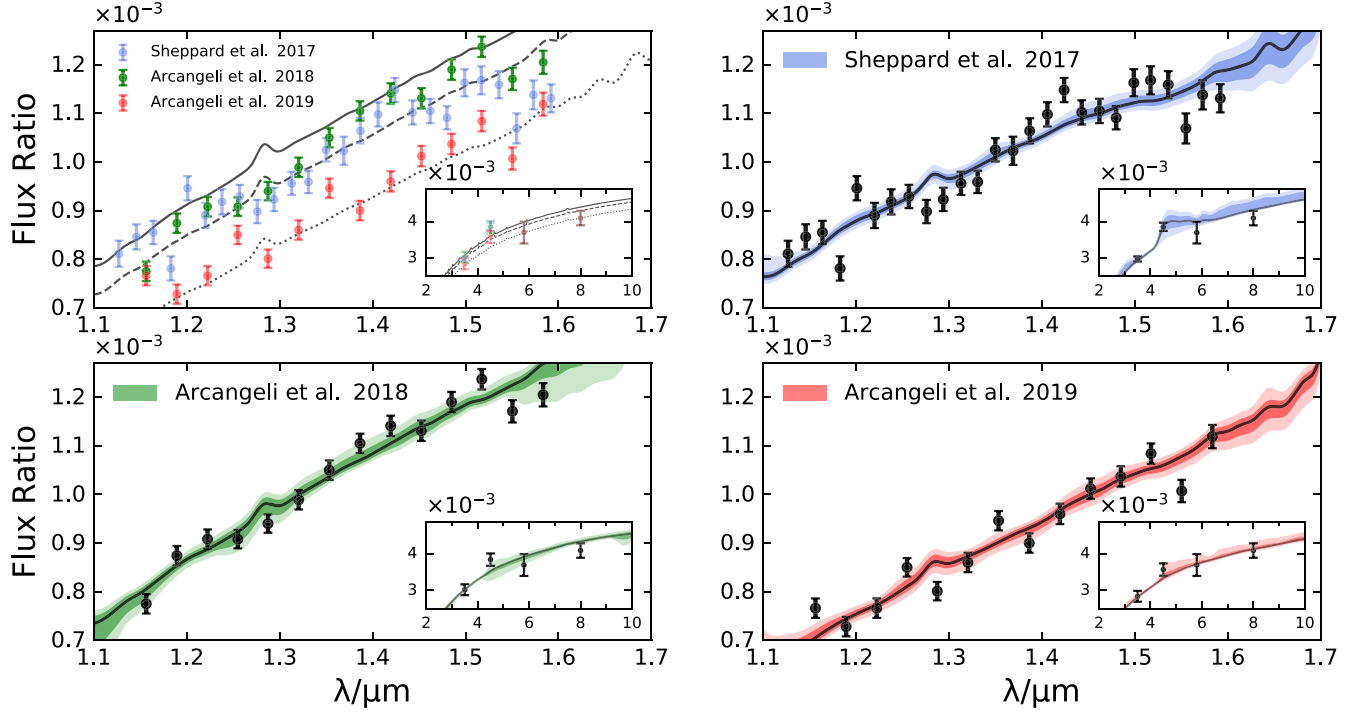 ×10⁻³
Sheppard et al. 2017
Arcangeli et al. 2018
Arcangeli et al. 2019
Flux Ratio
1.2
1.1
1.0
0.9
0.8
0.7
×10⁻³
4
3
2 4 6 8 10
1.1 1.2 1.3 1.4 1.5 1.6 1.7
×10⁻³
Sheppard et al. 2017
1.2
1.1
1.0
0.9
0.8
0.7
×10⁻³
4
3
2 4 6 8 10
1.1 1.2 1.3 1.4 1.5 1.6 1.7
×10⁻³
Arcangeli et al. 2018
Flux Ratio
1.2
1.1
1.0
0.9
0.8
0.7
×10⁻³
4
3
2 4 6 8 10
1.1 1.2 1.3 1.4 1.5 1.6 1.7
λ/μm
×10⁻³
Arcangeli et al. 2019
1.2
1.1
1.0
0.9
0.8
0.7
×10⁻³
4
3
2 4 6 8 10
1.1 1.2 1.3 1.4 1.5 1.6 1.7
λ/μm